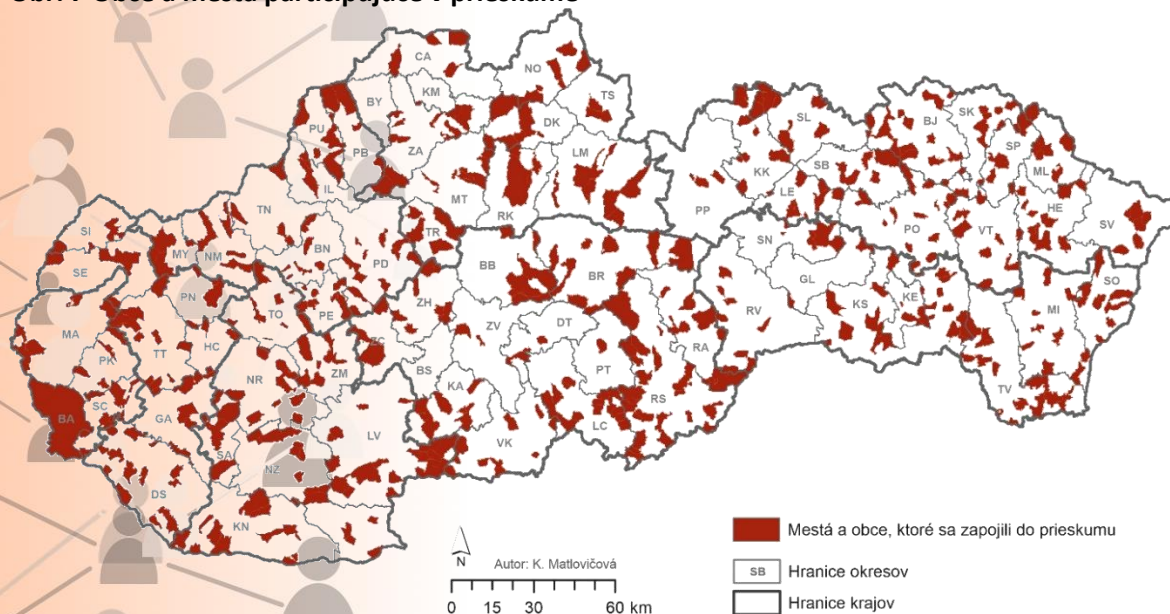 CA
NO
BY
KM
TS
PU
DK
SK
SL
BJ
PB
ZA
LM
SP
KK
SB
ML
IL
LE
HE
MT
RK
PP
TN
TR
PO
VT
SV
SI
BN
SN
MY
NM
PD
BB
BR
SE
GL
SO
PN
ZH
RV
KS
KE
MI
MA
TO
PE
ZV
DT
TT
HC
ZC
RA
PK
NR
ZM
BS
PT
KA
TV
SC
RS
BA
GA
LV
LC
VK
SA
NZ
DS
KN
N
Autor: K. Matlovičová
0 15 30 60 km
Mestá a obce, ktoré sa zapojili do prieskumu
SB Hranice okresov
Hranice krajov